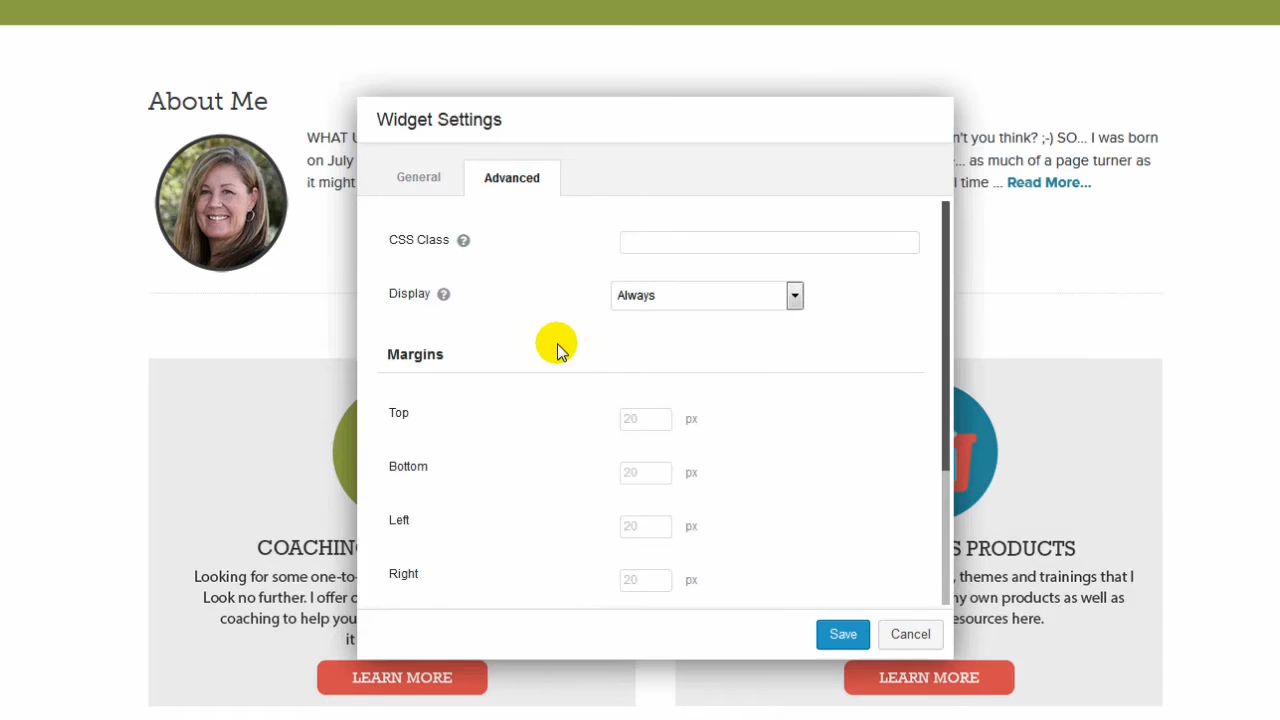 About Me
WHAT U
n't you think? ;-) SO... I was born
on July
e... as much of a page turner as
it might
l time ... Read More...
Widget Settings
General
Advanced
CSS Class ?
Display ?
Always
Margins
Top
20 px
Bottom
20 px
Left
20 px
Right
20 px
Save
Cancel
COACHING
Looking for some one-to-
Look no further. I offer c
coaching to help you
it
LEARN MORE
S PRODUCTS
, themes and trainings that I
ny own products as well as
esources here.
LEARN MORE